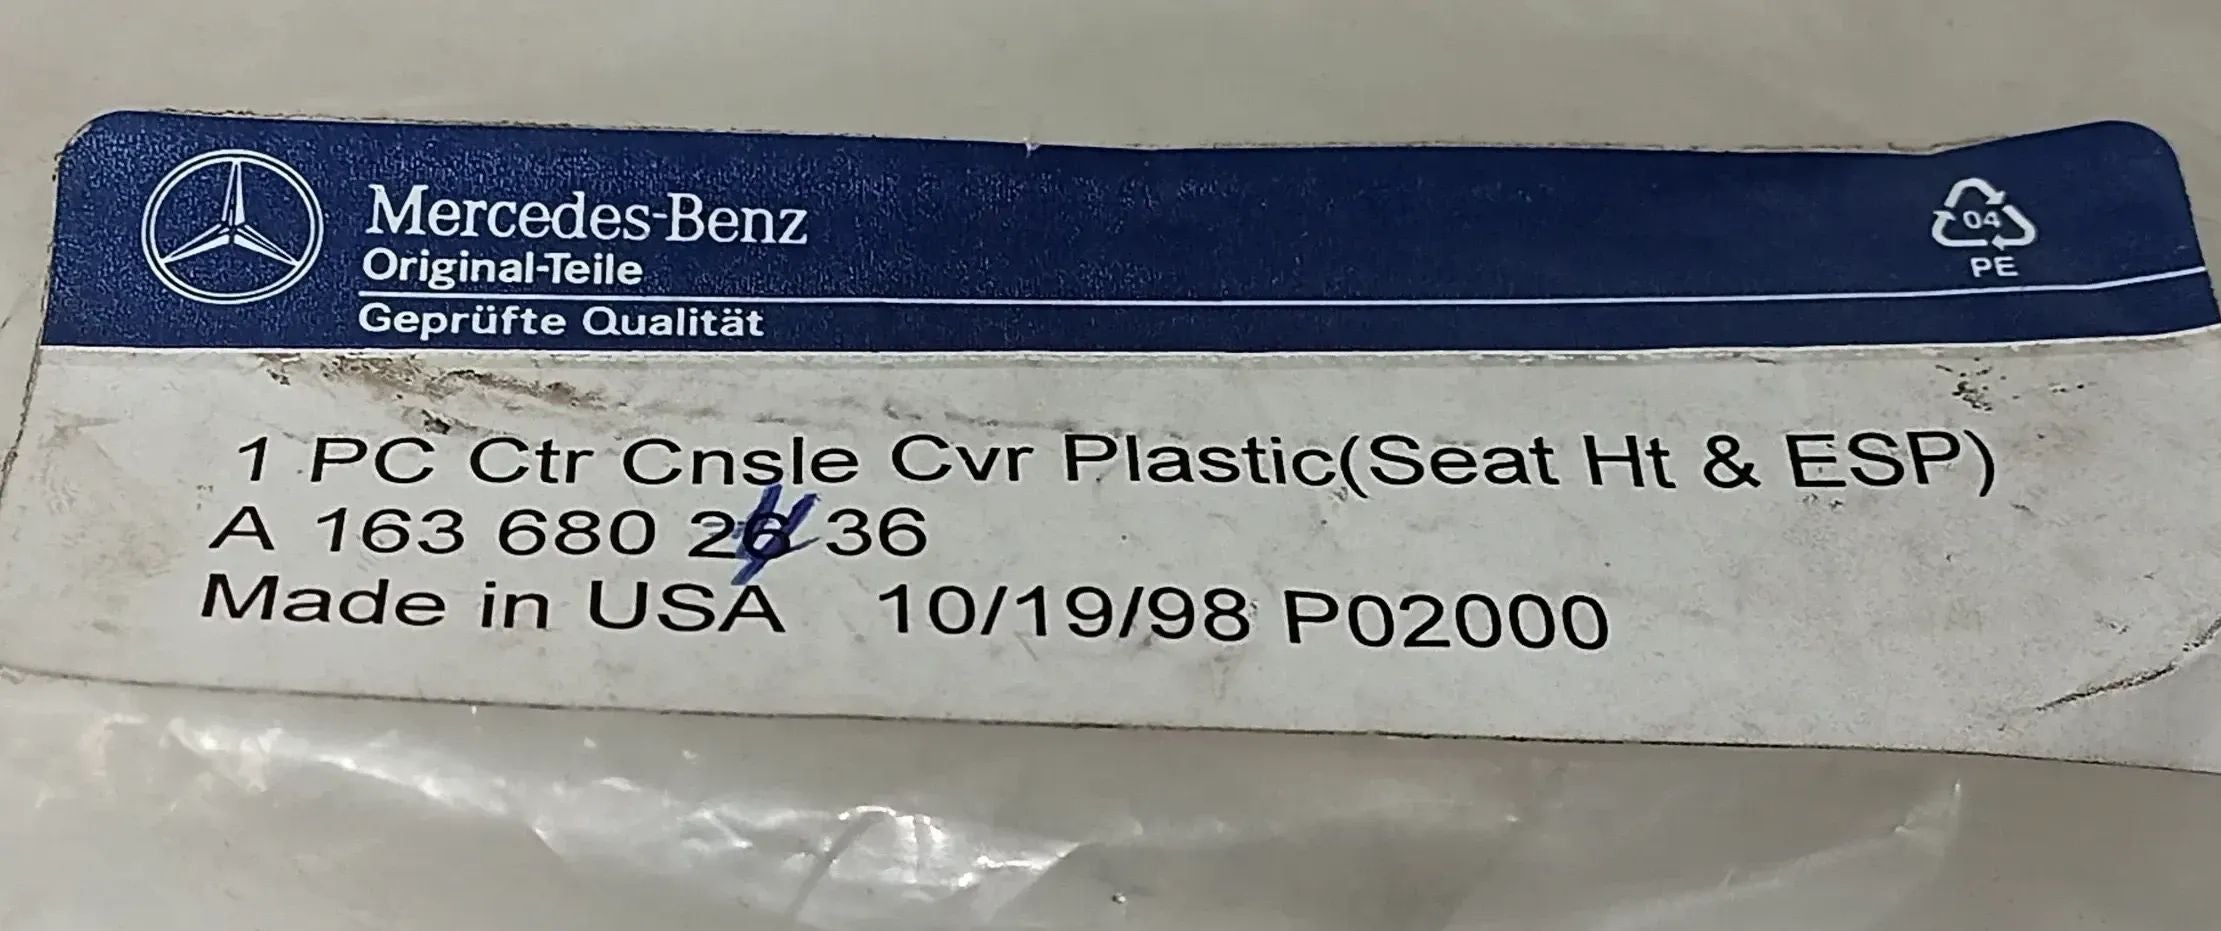 Mercedes-Benz
Original-Teile
Geprüfte Qualität
04
PE
1 PC Ctr Cnsle Cvr Plastic(Seat Ht & ESP)
A 163 680 36
Made in USA 10/19/98 P02000